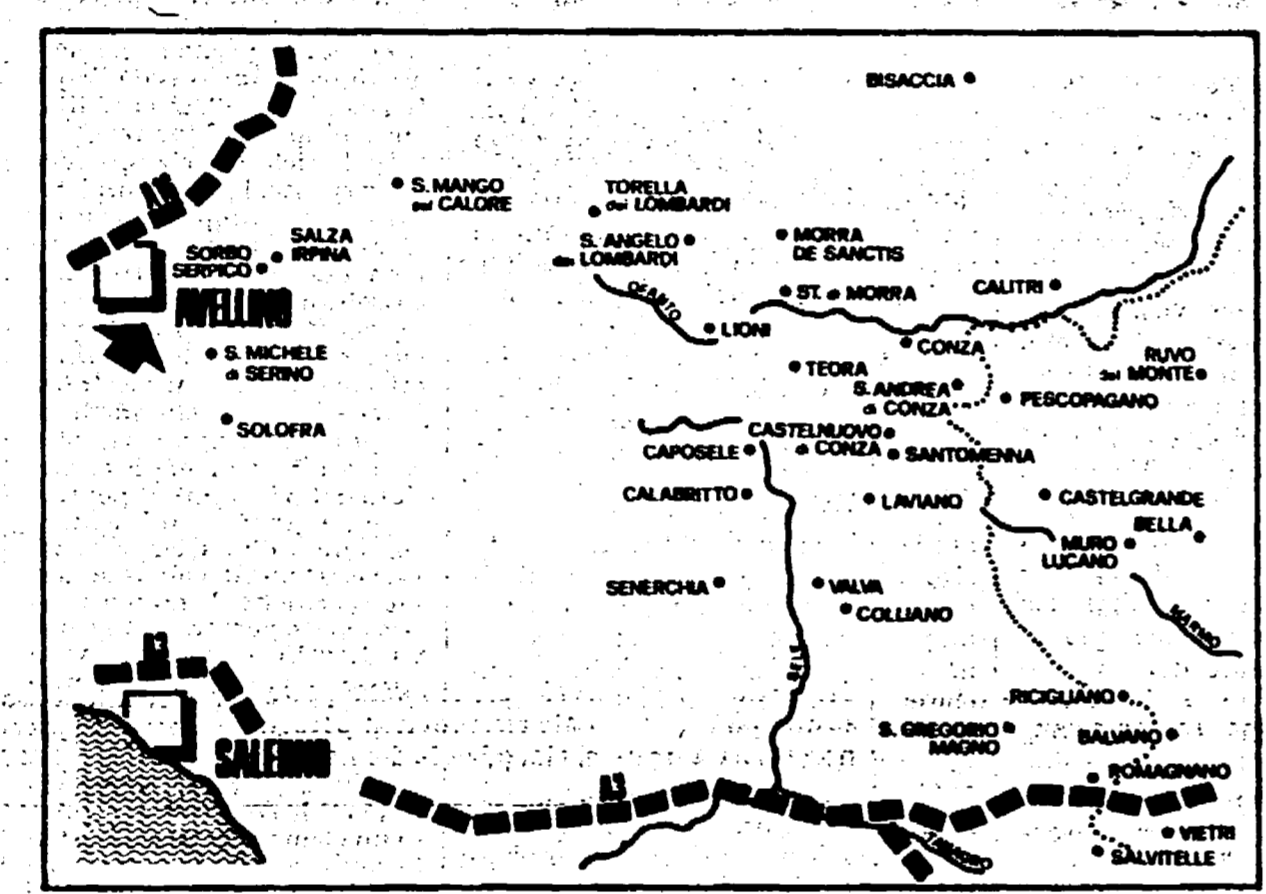 BISACCIA
A16
S. MANGO
sul CALORE
TORELLA
dei LOMBARDI
S. ANGELO
dei LOMBARDI
MORRA
DE SANCTIS
SALZA
IRPINA
SORBO
SERPICO
AVELLINO
OFANTO
ST. di MORRA
CALITRI
LIONI
CONZA
S. MICHELE
di SERINO
TEORA
RUVO
del MONTE
S. ANDREA
di CONZA
PESCOPAGANO
SOLOFRA
CASTELNUOVO
di CONZA
CAPOSELE
SANTOMENNA
CALABRITTO
LAVIANO
CASTELGRANDE
BELLA
MURO
LUCANO
SENERCHIA
VALVA
COLLIANO
MARMO
A3
SELE
RICIGLIANO
S. GREGORIO
MAGNO
BALVANO
SALERNO
ROMAGNANO
A3
TANAGRO
VIETRI
SALVITELLE